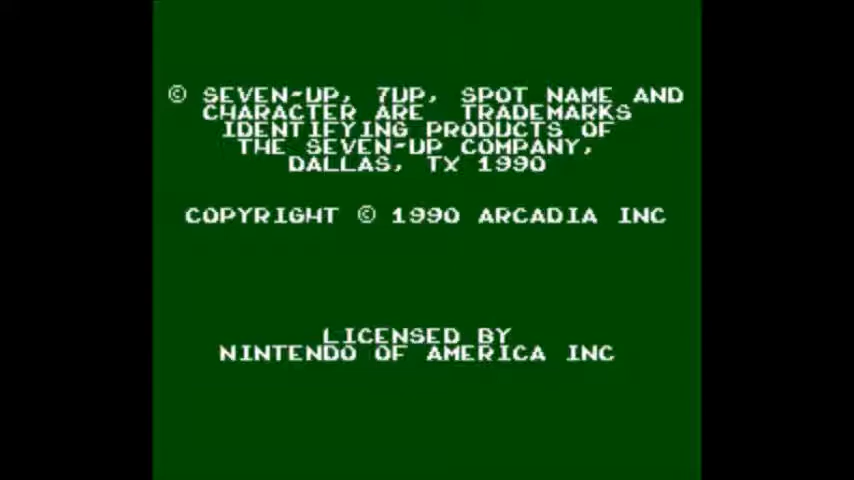 © SEVEN-UP, 7UP, SPOT NAME AND
CHARACTER ARE TRADEMARKS
IDENTIFYING PRODUCTS OF
THE SEVEN-UP COMPANY,
DALLAS, TX 1990
COPYRIGHT © 1990 ARCADIA INC
LICENSED BY
NINTENDO OF AMERICA INC